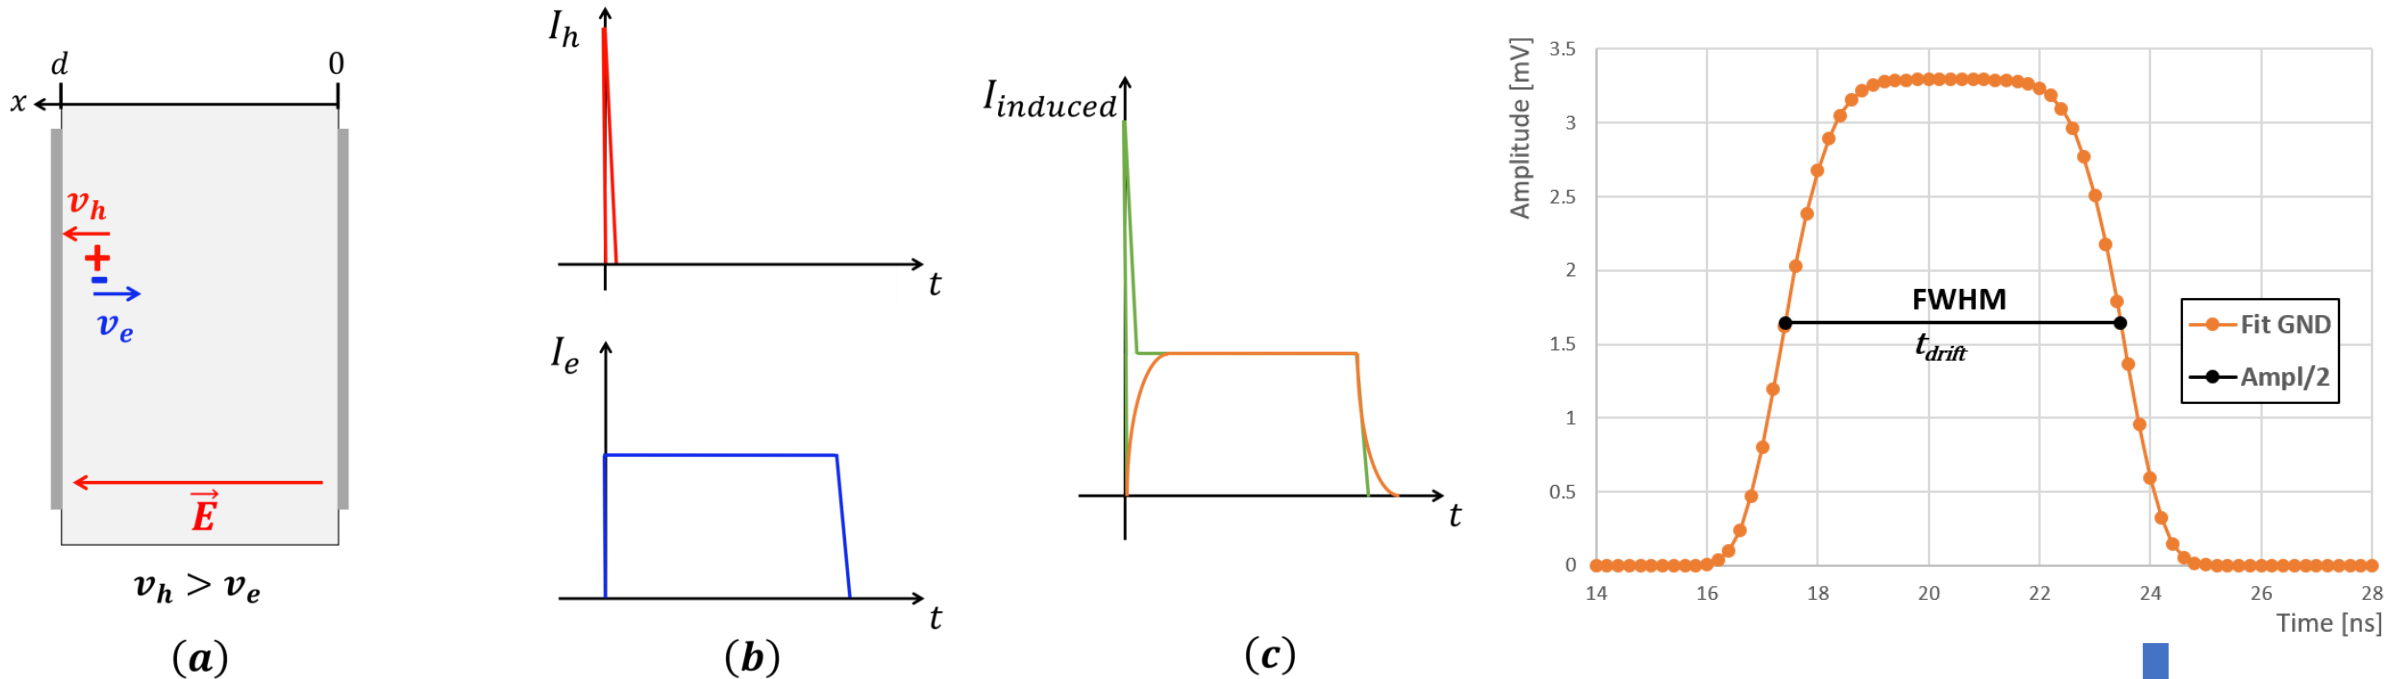 d
0
x
v_h
+
-
v_e
E
v_h > v_e
(a)
I_h
t
I_e
t
(b)
I_induced
t
(c)
Amplitude [mV]
3.5
3
2.5
2
1.5
1
0.5
0
FWHM
t_drift
Fit GND
Ampl/2
14 16 18 20 22 24 26 28
Time [ns]